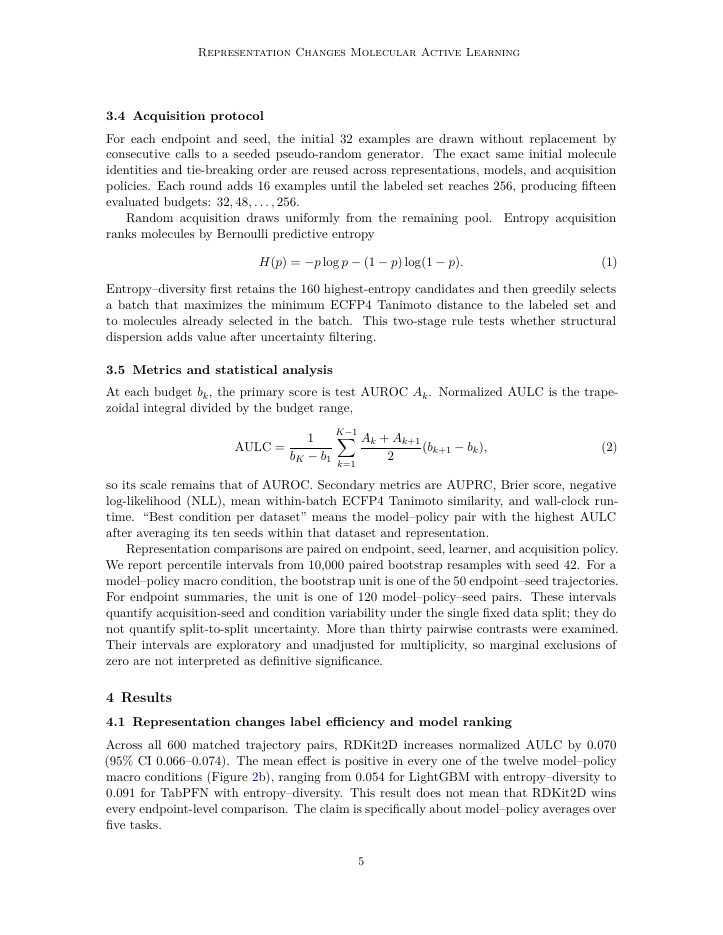 Representation Changes Molecular Active Learning
3.4 Acquisition protocol
For each endpoint and seed, the initial 32 examples are drawn without replacement by
consecutive calls to a seeded pseudo-random generator. The exact same initial molecule
identities and tie-breaking order are reused across representations, models, and acquisition
policies. Each round adds 16 examples until the labeled set reaches 256, producing fifteen
evaluated budgets: 32, 48, . . . , 256.
Random acquisition draws uniformly from the remaining pool. Entropy acquisition
ranks molecules by Bernoulli predictive entropy
H(p) = −p log p − (1 − p) log(1 − p). (1)
Entropy–diversity first retains the 160 highest-entropy candidates and then greedily selects
a batch that maximizes the minimum ECFP4 Tanimoto distance to the labeled set and
to molecules already selected in the batch. This two-stage rule tests whether structural
dispersion adds value after uncertainty filtering.
3.5 Metrics and statistical analysis
At each budget b_k, the primary score is test AUROC A_k. Normalized AULC is the trape-
zoidal integral divided by the budget range,
AULC = \frac{1}{b_K − b_1} \sum_{k=1}^{K−1} \frac{A_k + A_{k+1}}{2} (b_{k+1} − b_k), (2)
so its scale remains that of AUROC. Secondary metrics are AUPRC, Brier score, negative
log-likelihood (NLL), mean within-batch ECFP4 Tanimoto similarity, and wall-clock run-
time. “Best condition per dataset” means the model–policy pair with the highest AULC
after averaging its ten seeds within that dataset and representation.
Representation comparisons are paired on endpoint, seed, learner, and acquisition policy.
We report percentile intervals from 10,000 paired bootstrap resamples with seed 42. For a
model–policy macro condition, the bootstrap unit is one of the 50 endpoint–seed trajectories.
For endpoint summaries, the unit is one of 120 model–policy–seed pairs. These intervals
quantify acquisition-seed and condition variability under the single fixed data split; they do
not quantify split-to-split uncertainty. More than thirty pairwise contrasts were examined.
Their intervals are exploratory and unadjusted for multiplicity, so marginal exclusions of
zero are not interpreted as definitive significance.
4 Results
4.1 Representation changes label efficiency and model ranking
Across all 600 matched trajectory pairs, RDKit2D increases normalized AULC by 0.070
(95% CI 0.066–0.074). The mean effect is positive in every one of the twelve model–policy
macro conditions (Figure 2b), ranging from 0.054 for LightGBM with entropy–diversity to
0.091 for TabPFN with entropy–diversity. This result does not mean that RDKit2D wins
every endpoint-level comparison. The claim is specifically about model–policy averages over
five tasks.
5